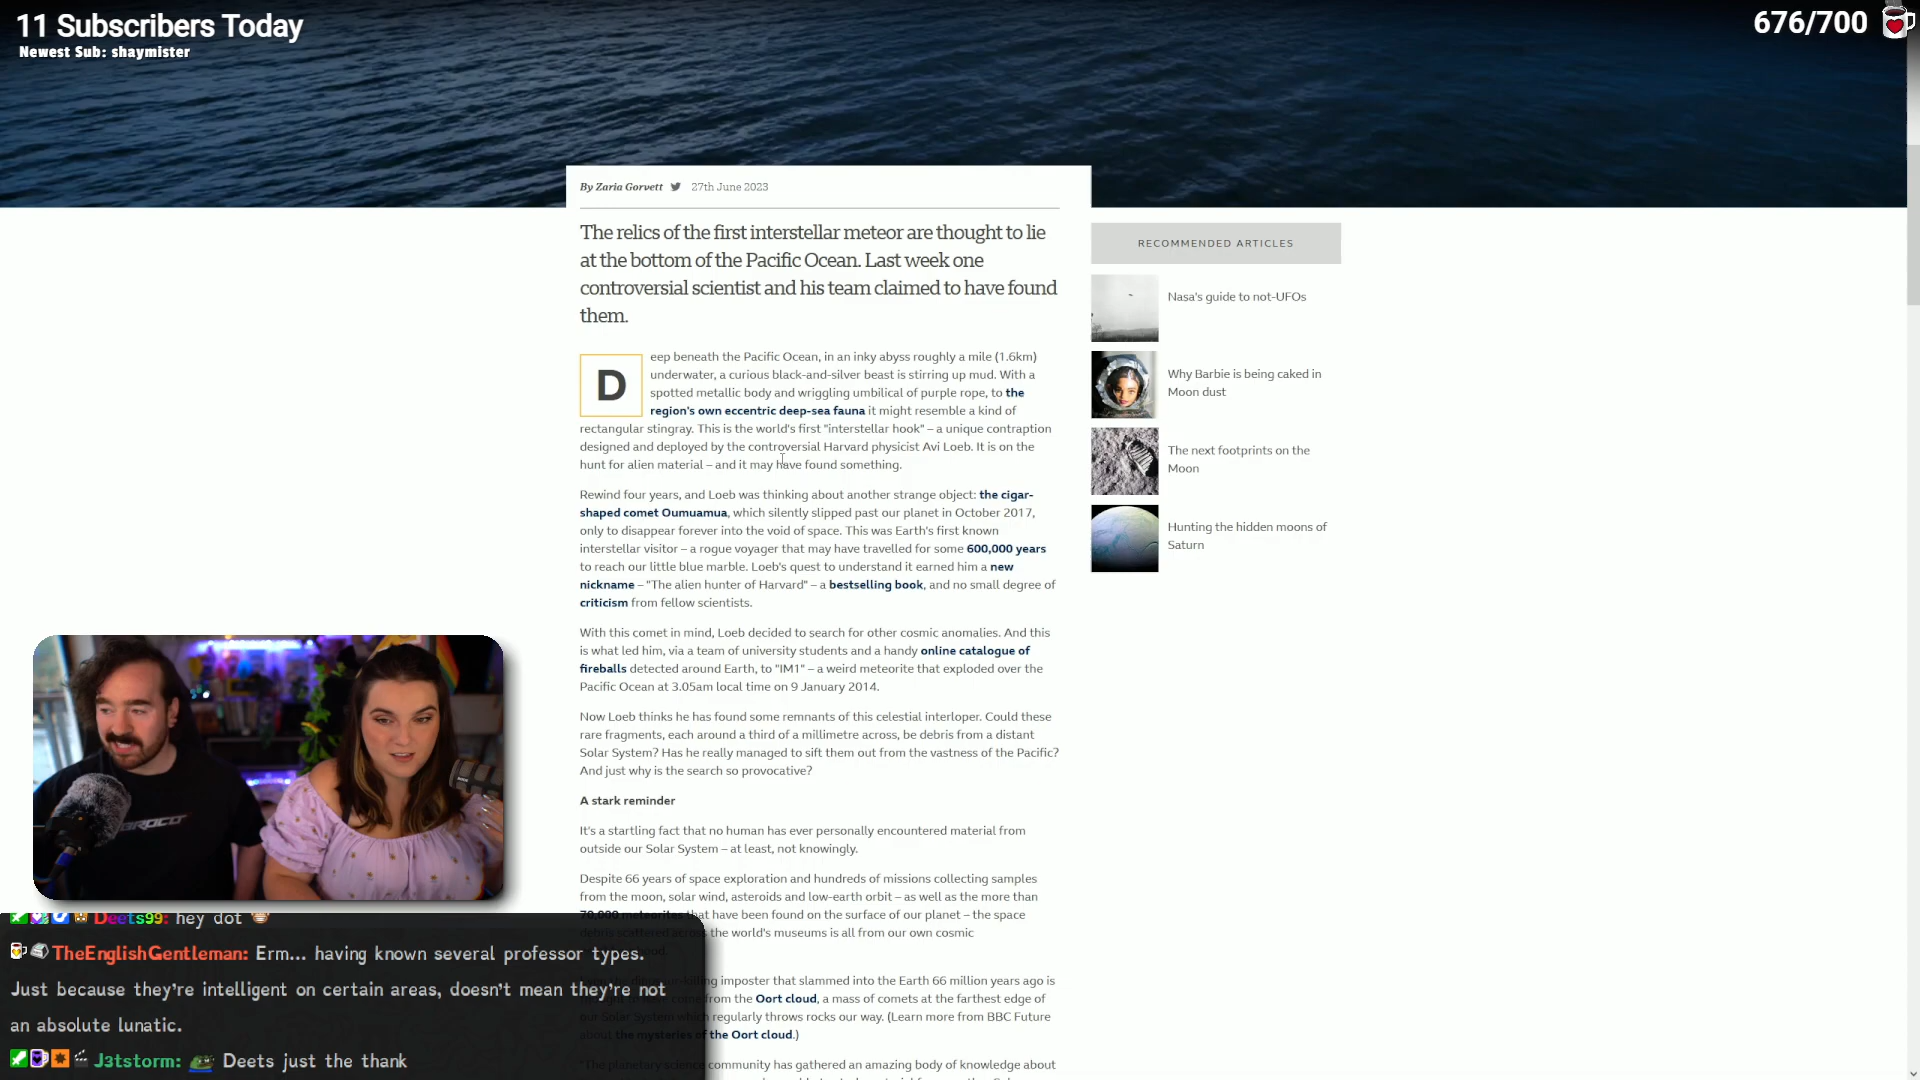 11 Subscribers Today
Newest Sub: shaymister
676/700
By Zaria Gorvett
27th June 2023
The relics of the first interstellar meteor are thought to lie
at the bottom of the Pacific Ocean. Last week one
controversial scientist and his team claimed to have found
them.
D
eep beneath the Pacific Ocean, in an inky abyss roughly a mile (1.6km)
underwater, a curious black-and-silver beast is stirring up mud. With a
spotted metallic body and wriggling umbilical of purple rope, to the
region's own eccentric deep-sea fauna it might resemble a kind of
rectangular stingray. This is the world's first "interstellar hook" – a unique contraption
designed and deployed by the controversial Harvard physicist Avi Loeb. It is on the
hunt for alien material – and it may have found something.
Rewind four years, and Loeb was thinking about another strange object: the cigar-
shaped comet Oumuamua, which silently slipped past our planet in October 2017,
only to disappear forever into the void of space. This was Earth's first known
interstellar visitor – a rogue voyager that may have travelled for some 600,000 years
to reach our little blue marble. Loeb's quest to understand it earned him a new
nickname – "The alien hunter of Harvard" – a bestselling book, and no small degree of
criticism from fellow scientists.
With this comet in mind, Loeb decided to search for other cosmic anomalies. And this
is what led him, via a team of university students and a handy online catalogue of
fireballs detected around Earth, to "IM1" – a weird meteorite that exploded over the
Pacific Ocean at 3.05am local time on 9 January 2014.
Now Loeb thinks he has found some remnants of this celestial interloper. Could these
rare fragments, each around a third of a millimetre across, be debris from a distant
Solar System? Has he really managed to sift them out from the vastness of the Pacific?
And just why is the search so provocative?
A stark reminder
It's a startling fact that no human has ever personally encountered material from
outside our Solar System – at least, not knowingly.
Despite 66 years of space exploration and hundreds of missions collecting samples
from the moon, solar wind, asteroids and low-earth orbit – as well as the more than
70,000 meteorites that have been found on the surface of our planet – the space
debris scattered across the world's museums is all from our own cosmic
imposter that slammed into the Earth 66 million years ago is
from the Oort cloud, a mass of comets at the farthest edge of
our Solar System which regularly throws rocks our way. (Learn more from BBC Future
about the mysteries of the Oort cloud.)
"The planetary science community has gathered an amazing body of knowledge about
RECOMMENDED ARTICLES
Nasa's guide to not-UFOs
Why Barbie is being caked in
Moon dust
The next footprints on the
Moon
Hunting the hidden moons of
Saturn
Deets99: hey dot
TheEnglishGentleman: Erm... having known several professor types.
Just because they're intelligent on certain areas, doesn't mean they're not
an absolute lunatic.
J3tstorm: Deets just the thank